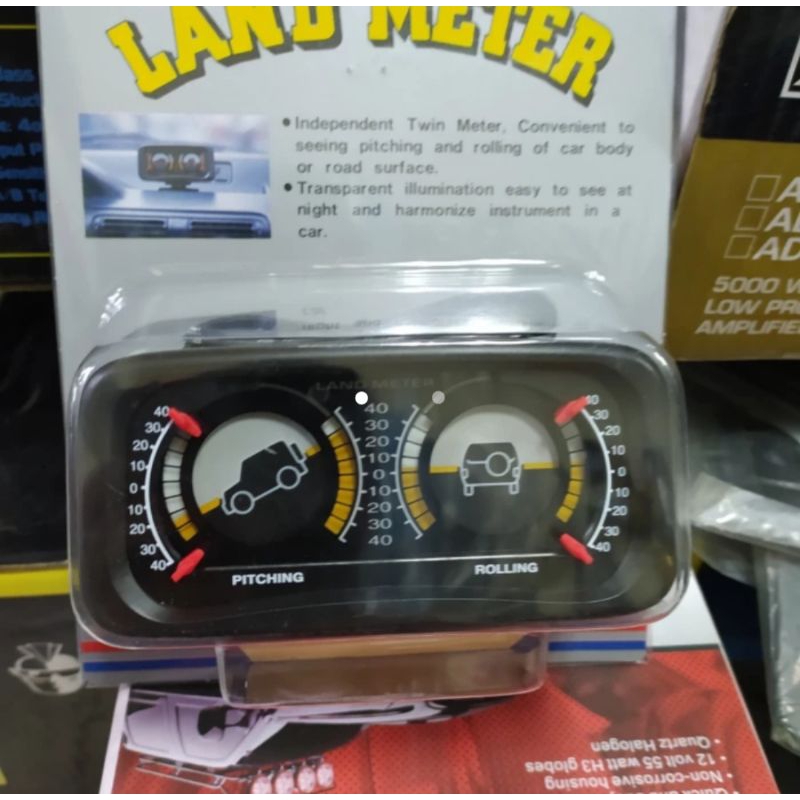 LAND METER
• Independent Twin Meter, Convenient to
seeing pitching and rolling of car body
or road surface.
• Transparent illumination easy to see at
night and harmonize instrument in a
car.
LAND METER
40 30 20 10 0 10 20 30 40
40 30 20 10 0 10 20 30 40
40 30 20 10 0 10 20 30 40
PITCHING
ROLLING
5000 W
LOW PRO
AMPLIFIE
Non-corrosive housing
• 12 volt 55 watt H3 globes
• Quartz Halogen